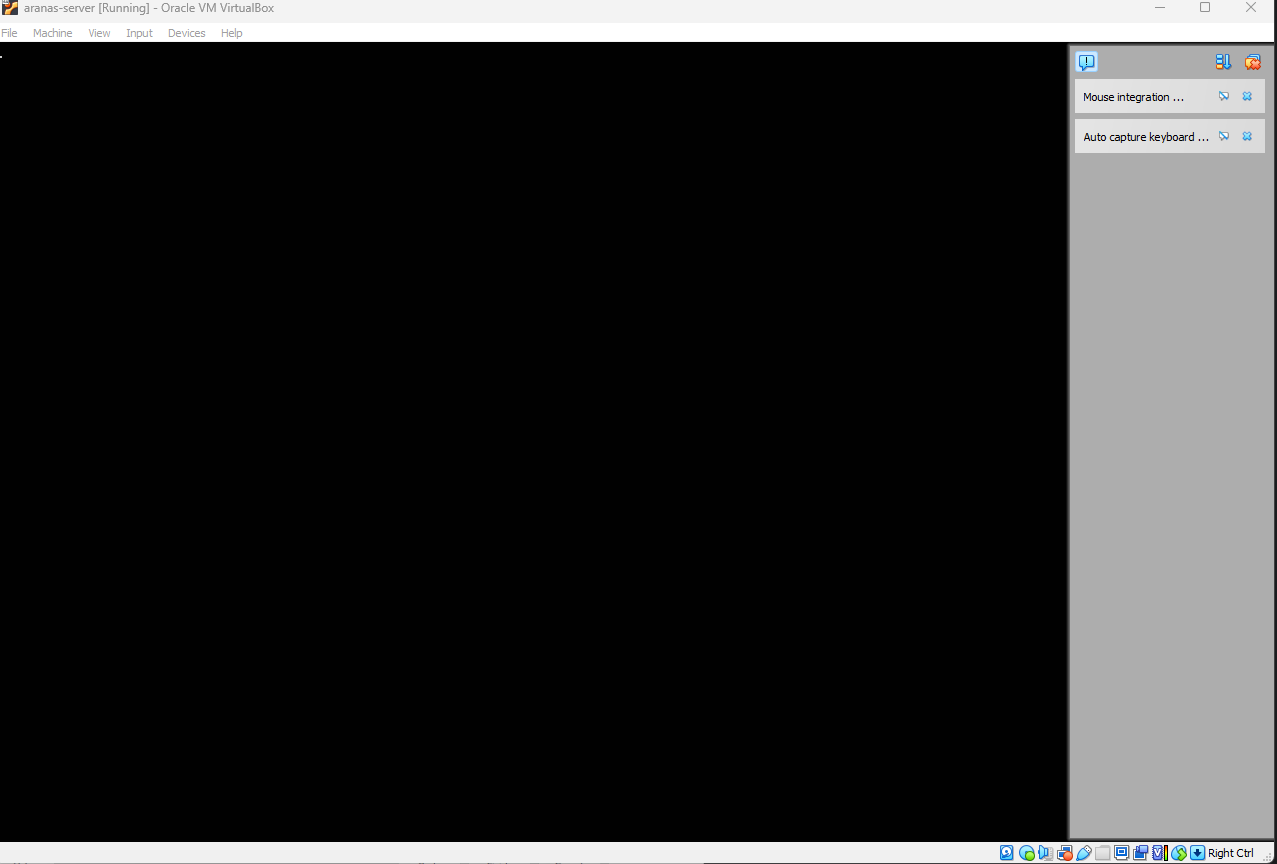 aranas-server [Running] - Oracle VM VirtualBox
File Machine View Input Devices Help
Mouse integration ...
Auto capture keyboard ...
Right Ctrl